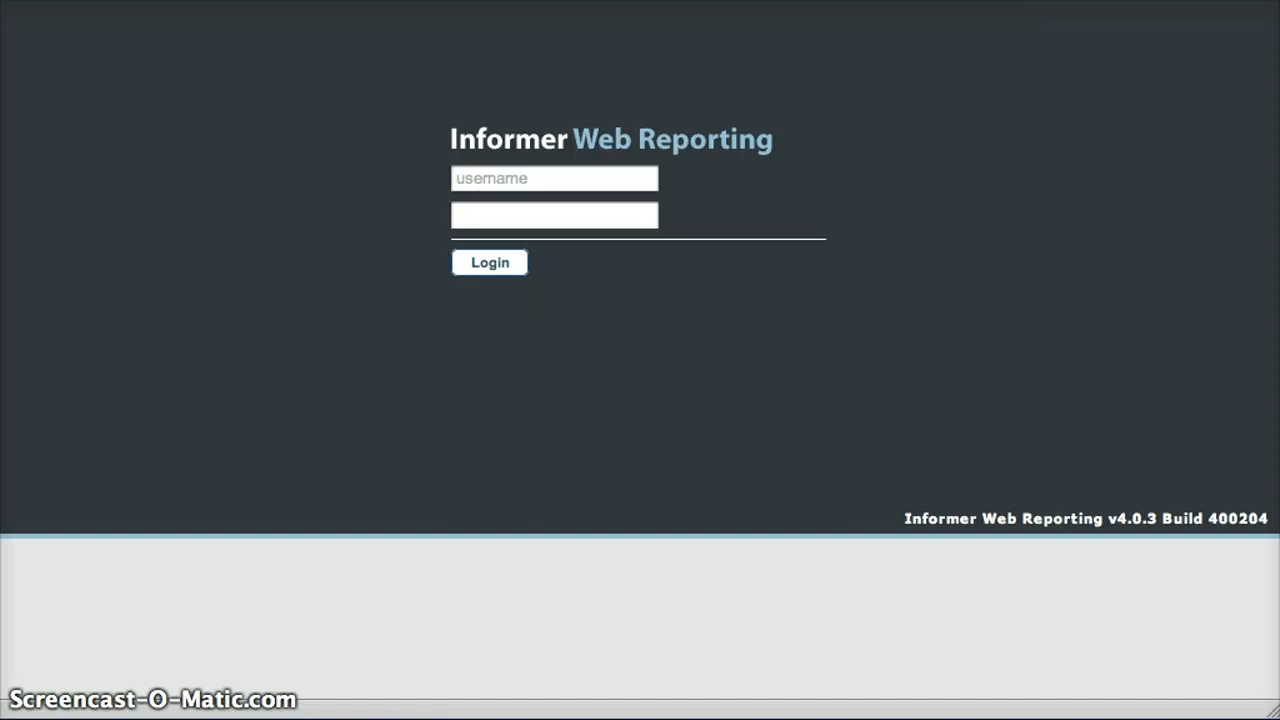 Informer Web Reporting
username
Login
Informer Web Reporting v4.0.3 Build 400204
Screencast-O-Matic.com